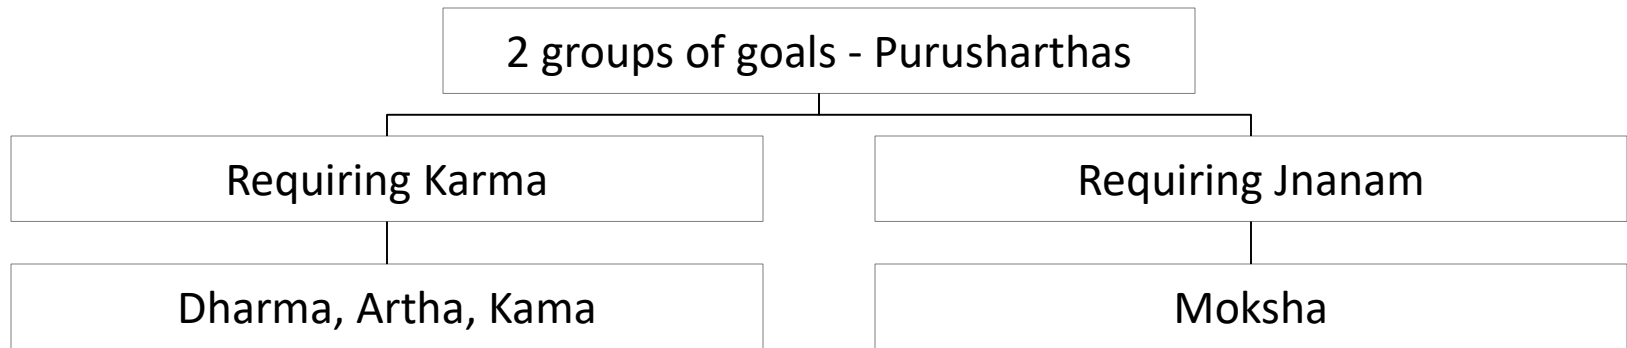 2 groups of goals - Purusharthas
Requiring Karma
Requiring Jnanam
Dharma, Artha, Kama
Moksha